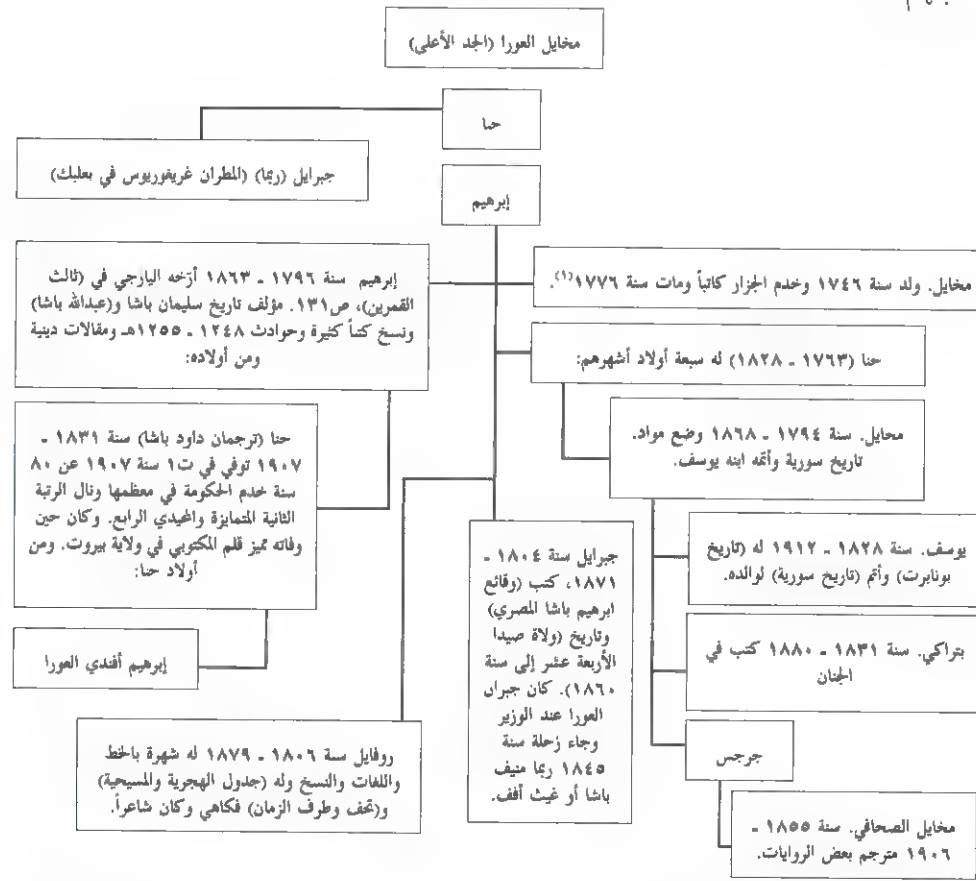 مخايل العورا (الجد الأعلى)
حنا
جبرايل (ربما) (المطران غريغوريوس في بعلبك)
إبرهيم
مخايل. ولد سنة ١٧٤٦ وخدم الجزار كاتباً ومات سنة ١٧٧٦(١).
إبرهيم سنة ١٧٩٦ ـ ١٨٦٣ أرّخه اليازجي في (ثالث
القمرين)، ص١٣١. مؤلف تاريخ سليمان باشا و(عبدالله باشا)
ونسخ كتباً كثيرة وحوادث ١٢٤٨ ـ ١٢٥٥هـ ومقالات دينية
ومن أولاده:
حنا (١٧٦٣ ـ ١٨٢٨) له سبعة أولاد أشهرهم:
مخايل. سنة ١٧٩٤ ـ ١٨٦٨ وضع مواد.
تاريخ سورية وأتمه ابنه يوسف.
حنا (ترجمان داود باشا) سنة ١٨٣١ ـ
١٩٠٧ توفي في ت١ سنة ١٩٠٧ عن ٨٠
سنة خدم الحكومة في معظمها ونال الرتبة
الثانية المتمايزة والمجيدي الرابع. وكان حين
وفاته مميز قلم المكتوبي في ولاية بيروت. ومن
أولاد حنا:
يوسف. سنة ١٨٢٨ ـ ١٩١٢ له (تاريخ
بونابرت) وأتم (تاريخ سورية) لوالده.
جبرايل سنة ١٨٠٤ ـ
١٨٧١، كتب (وقائع
ابرهيم باشا المصري)
وتاريخ (ولاة صيدا
الأربعة عشر إلى سنة
١٨٦٠). كان جبران
العورا عند الوزير
وجاء زحلة سنة
١٨٤٥ ربما منيف
باشا أو غيث أفف.
إبرهيم أفندي العورا
بتراكي. سنة ١٨٣١ ـ ١٨٨٠ كتب في
الجنان
جرجس
روفايل سنة ١٨٠٦ ـ ١٨٧٩ له شهرة بالخط
واللغات والنسخ وله (جدول الهجرية والمسيحية)
و(تحف وطرف الزمان) فكاهي وكان شاعراً.
مخايل الصحافي. سنة ١٨٥٥ ـ
١٩٠٦ مترجم بعض الروايات.